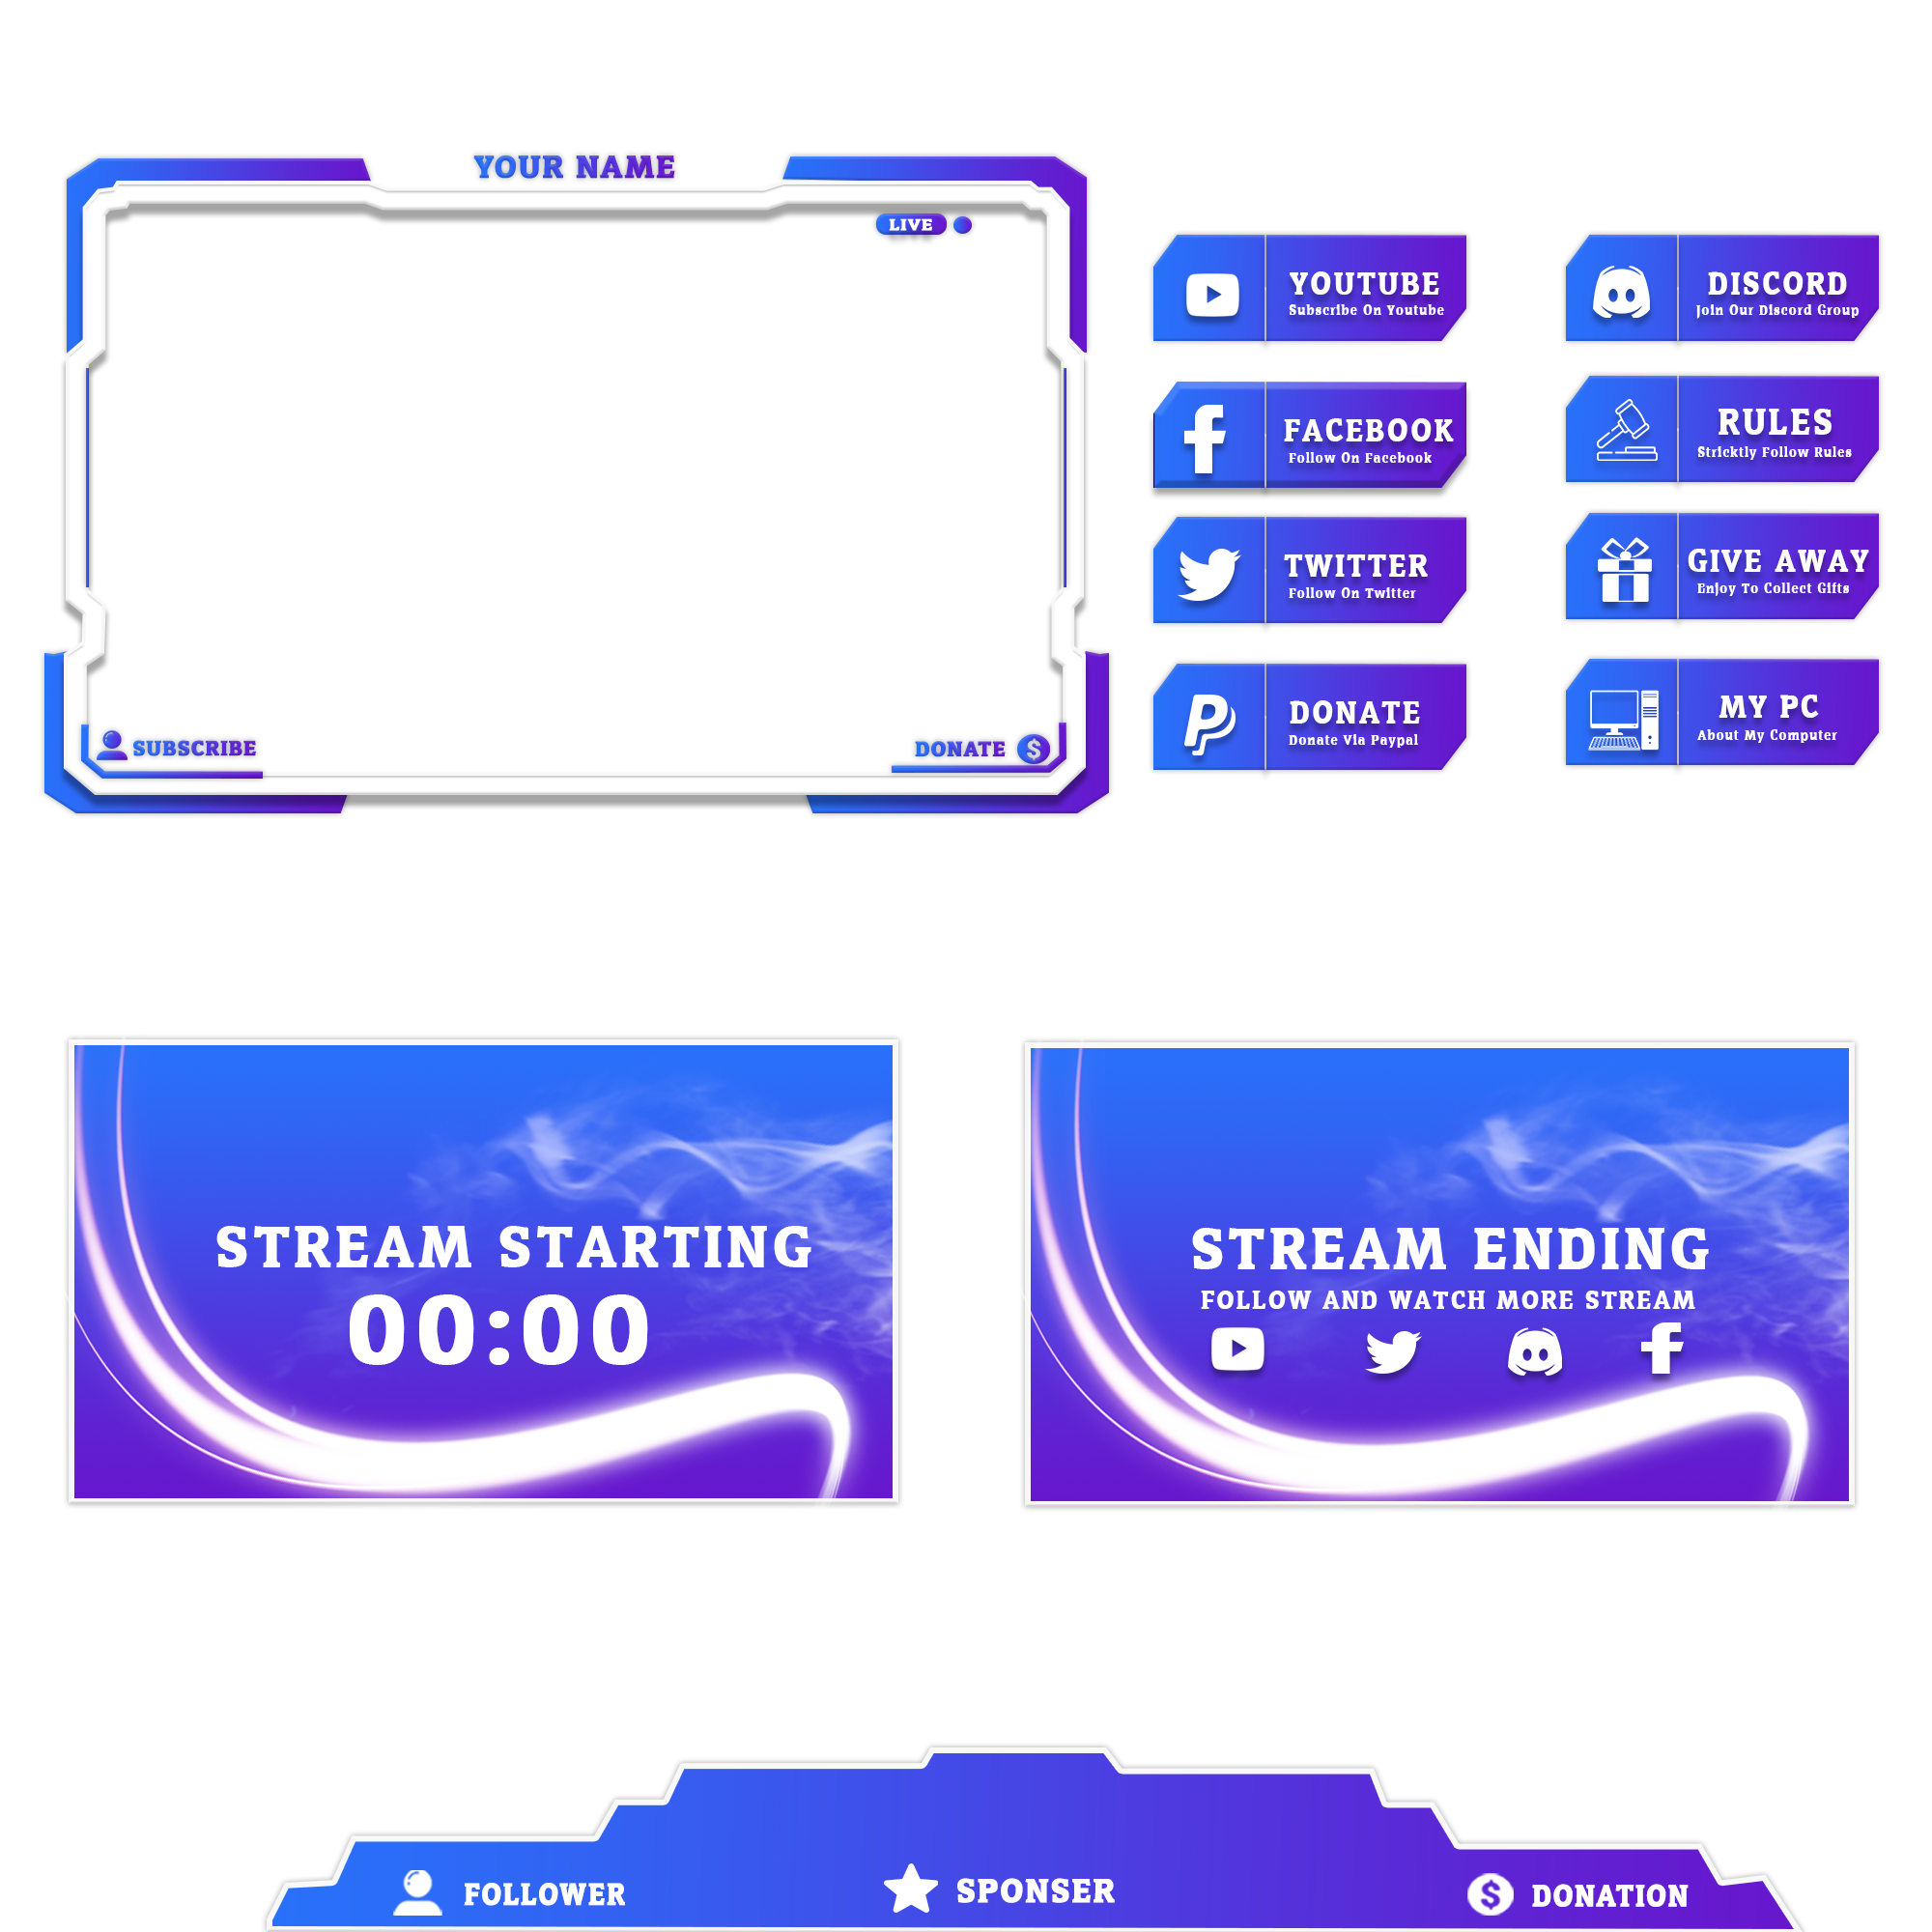 YOUR NAME
LIVE
SUBSCRIBE
DONATE
YOUTUBE
Subscribe On Youtube
FACEBOOK
Follow On Facebook
TWITTER
Follow On Twitter
DONATE
Donate Via Paypal
DISCORD
Join Our Discord Group
RULES
Stricktly Follow Rules
GIVE AWAY
Enjoy To Collect Gifts
MY PC
About My Computer
STREAM STARTING
00:00
STREAM ENDING
FOLLOW AND WATCH MORE STREAM
FOLLOWER
SPONSER
DONATION